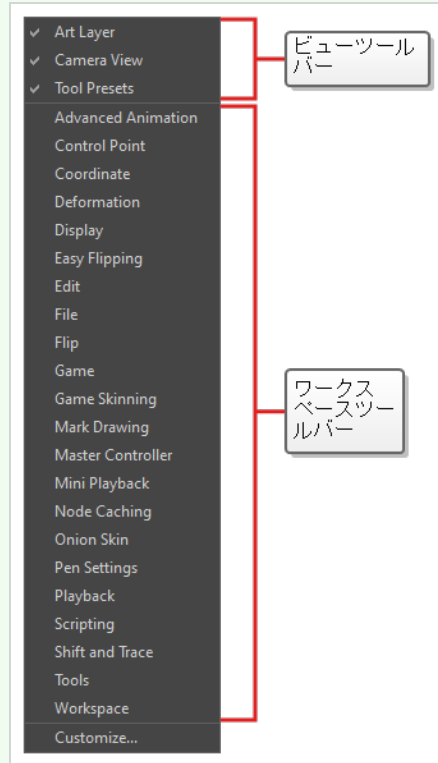 Art Layer
Camera View
Tool Presets
Advanced Animation
Control Point
Coordinate
Deformation
Display
Easy Flipping
Edit
File
Flip
Game
Game Skinning
Mark Drawing
Master Controller
Mini Playback
Node Caching
Onion Skin
Pen Settings
Playback
Scripting
Shift and Trace
Tools
Workspace
Customize...
ビューツール
バー
ワークス
ペースツー
ルバー